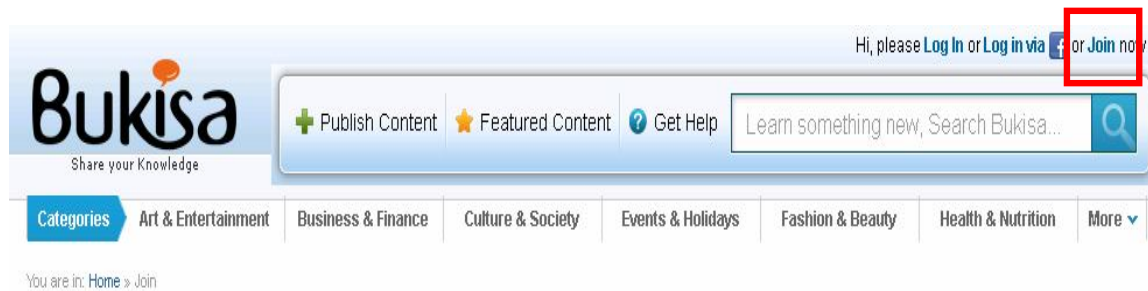 Hi, please Log In or Log in via f or Join now
Bukisa
Share your Knowledge
Publish Content Featured Content ? Get Help Learn something new, Search Bukisa...
Categories Art & Entertainment Business & Finance Culture & Society Events & Holidays Fashion & Beauty Health & Nutrition More
You are in: Home » Join